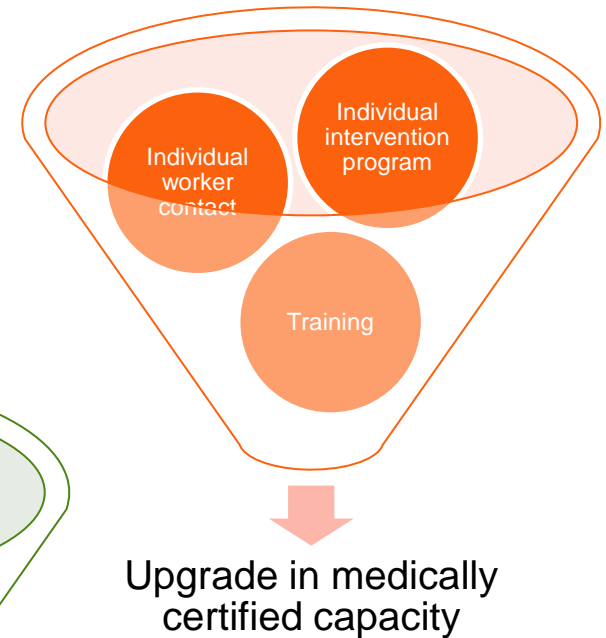 Individual
intervention
program
Individual
worker
contact
Training
Upgrade in medically
certified capacity